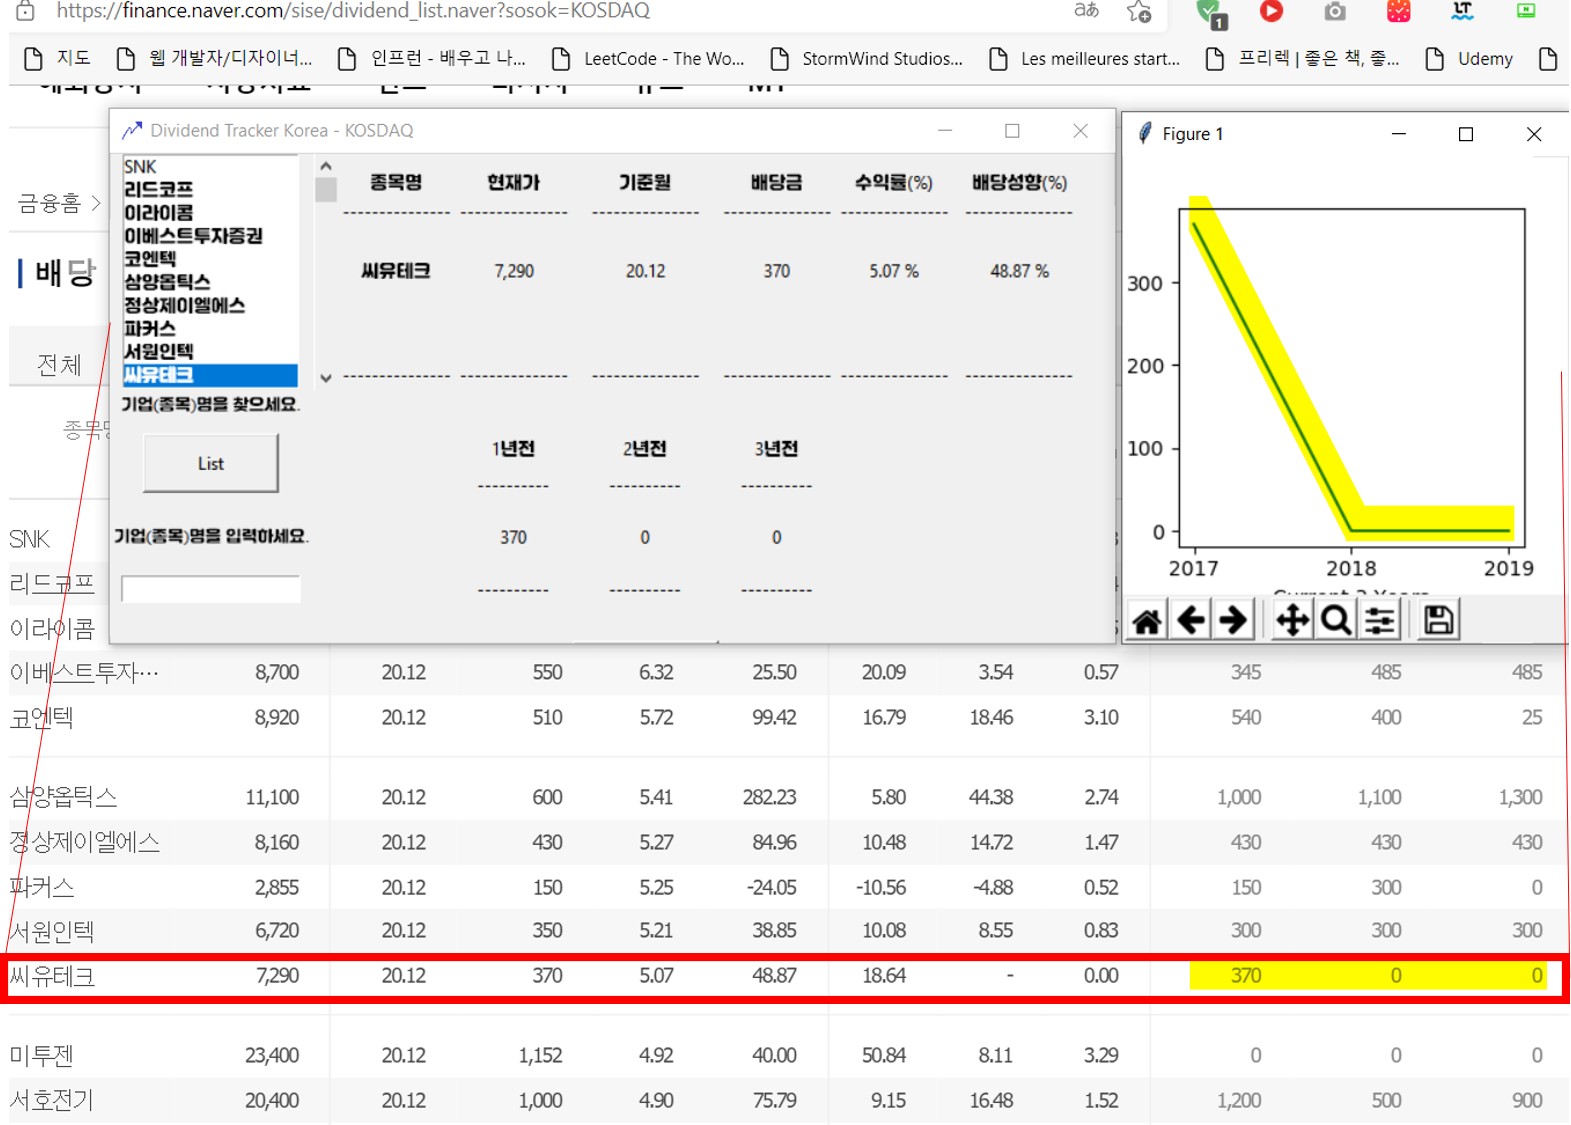 https://finance.naver.com/sise/dividend_list.naver?sosok=KOSDAQ
aあ
1
지도
웹 개발자/디자이너...
인프런 - 배우고 나...
LeetCode - The Wo...
StormWind Studios...
Les meilleures start...
프리렉 | 좋은 책, 좋...
Udemy
Dividend Tracker Korea - KOSDAQ
Figure 1
금융홈 >
배당
전체
SNK
리드코프
이라이콤
이베스트투자증권
코엔텍
삼양옵틱스
정상제이엘에스
파커스
서원인텍
씨유테크
종목명 현재가 기준월 배당금 수익률(%) 배당성향(%)
--------------- --------------- --------------- --------------- --------------- ---------------
씨유테크 7,290 20.12 370 5.07 % 48.87 %
--------------- --------------- --------------- --------------- --------------- ---------------
기업(종목)명을 찾으세요.
List
1년전 2년전 3년전
---------- ---------- ----------
기업(종목)명을 입력하세요.
370 0 0
---------- ---------- ----------
300
200
100
0
2017 2018 2019
SNK
리드코프
이라이콤
이베스트투자… 8,700 20.12 550 6.32 25.50 20.09 3.54 0.57 345 485 485
코엔텍 8,920 20.12 510 5.72 99.42 16.79 18.46 3.10 540 400 25
삼양옵틱스 11,100 20.12 600 5.41 282.23 5.80 44.38 2.74 1,000 1,100 1,300
정상제이엘에스 8,160 20.12 430 5.27 84.96 10.48 14.72 1.47 430 430 430
파커스 2,855 20.12 150 5.25 -24.05 -10.56 -4.88 0.52 150 300 0
서원인텍 6,720 20.12 350 5.21 38.85 10.08 8.55 0.83 300 300 300
씨유테크 7,290 20.12 370 5.07 48.87 18.64 - 0.00 370 0 0
미투젠 23,400 20.12 1,152 4.92 40.00 50.84 8.11 3.29 0 0 0
서호전기 20,400 20.12 1,000 4.90 75.79 9.15 16.48 1.52 1,200 500 900